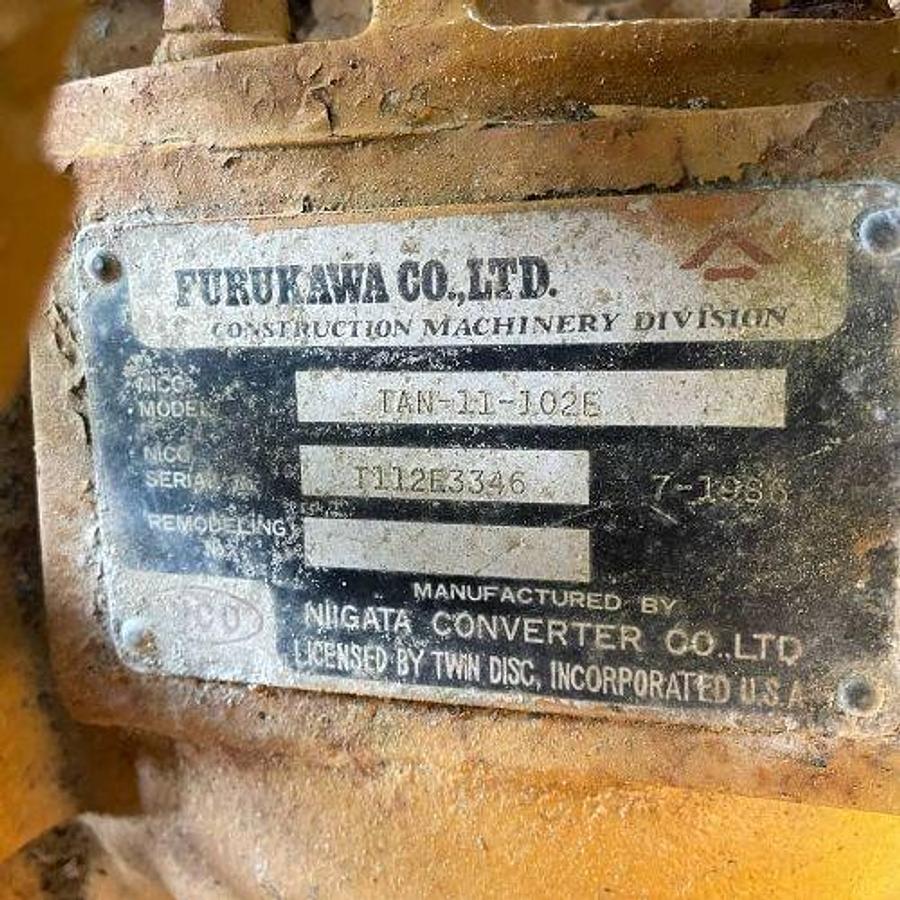 FURUKAWA CO.,LTD.
CONSTRUCTION MACHINERY DIVISION
NICO
MODEL
TAN-11-102E
NICO
SERIAL
T112E3346
REMODELING
MANUFACTURED BY
NIIGATA CONVERTER CO.,LTD
LICENSED BY TWIN DISC, INCORPORATED U.S.A